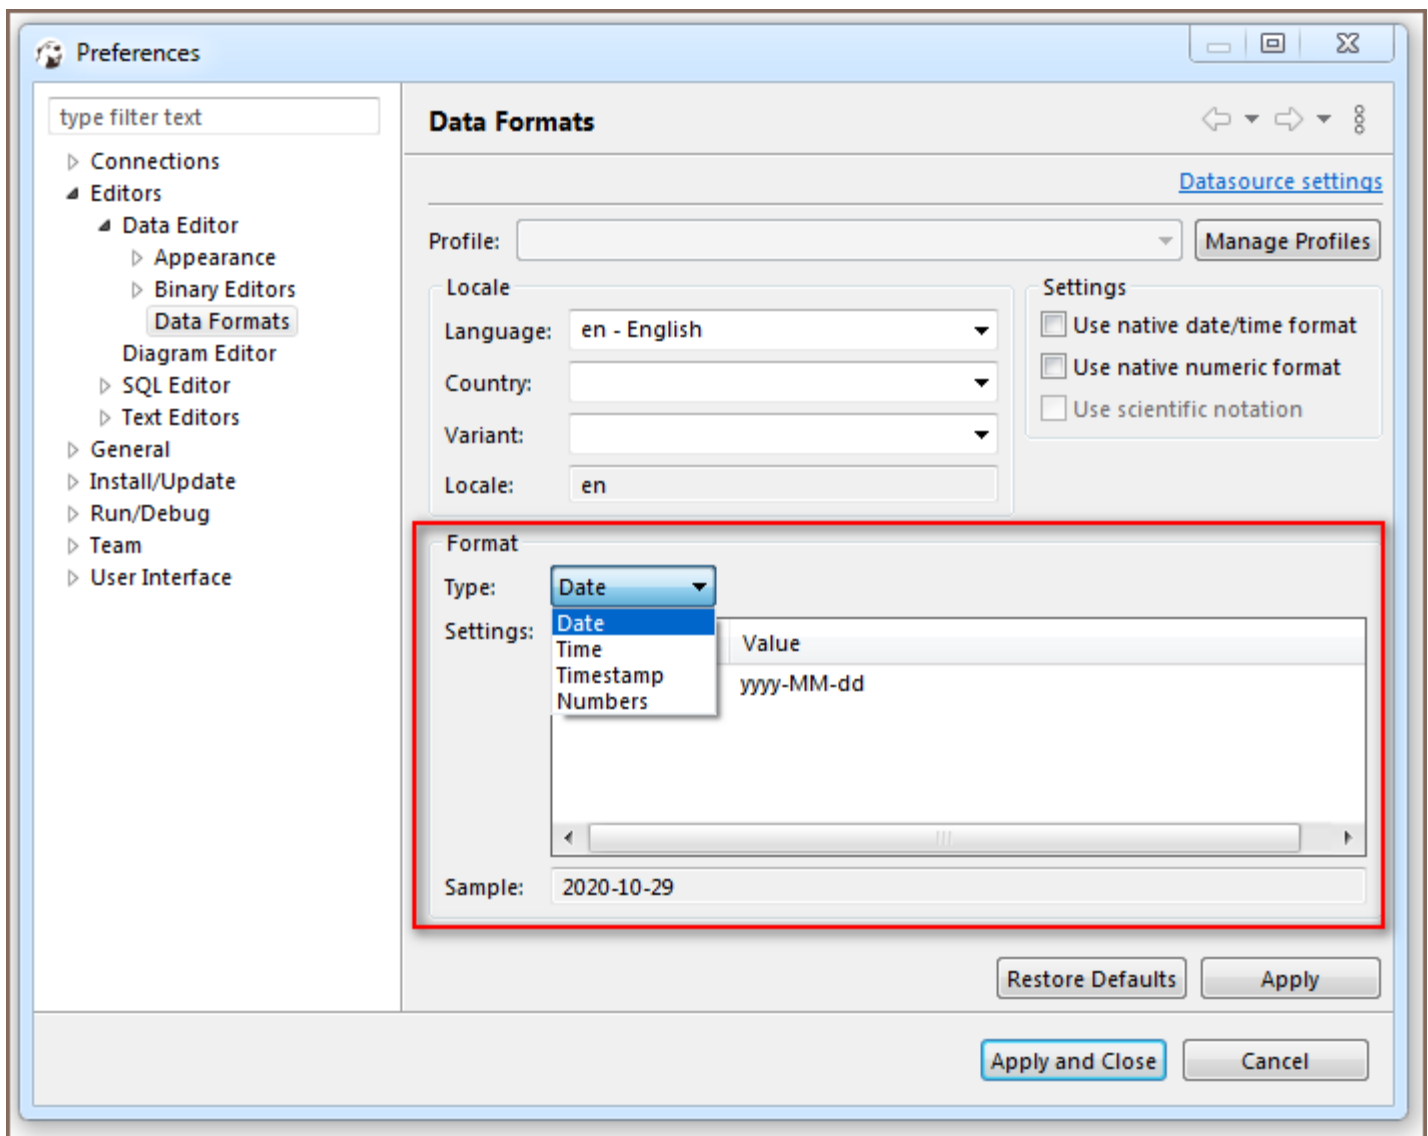 Preferences
type filter text
Connections
Editors
Data Editor
Appearance
Binary Editors
Data Formats
Diagram Editor
SQL Editor
Text Editors
General
Install/Update
Run/Debug
Team
User Interface
Data Formats
Datasource settings
Profile:
Manage Profiles
Locale
Language: en - English
Country:
Variant:
Locale: en
Settings
Use native date/time format
Use native numeric format
Use scientific notation
Format
Type: Date
Date
Time
Timestamp
Numbers
Settings:
Value
yyyy-MM-dd
Sample: 2020-10-29
Restore Defaults
Apply
Apply and Close
Cancel